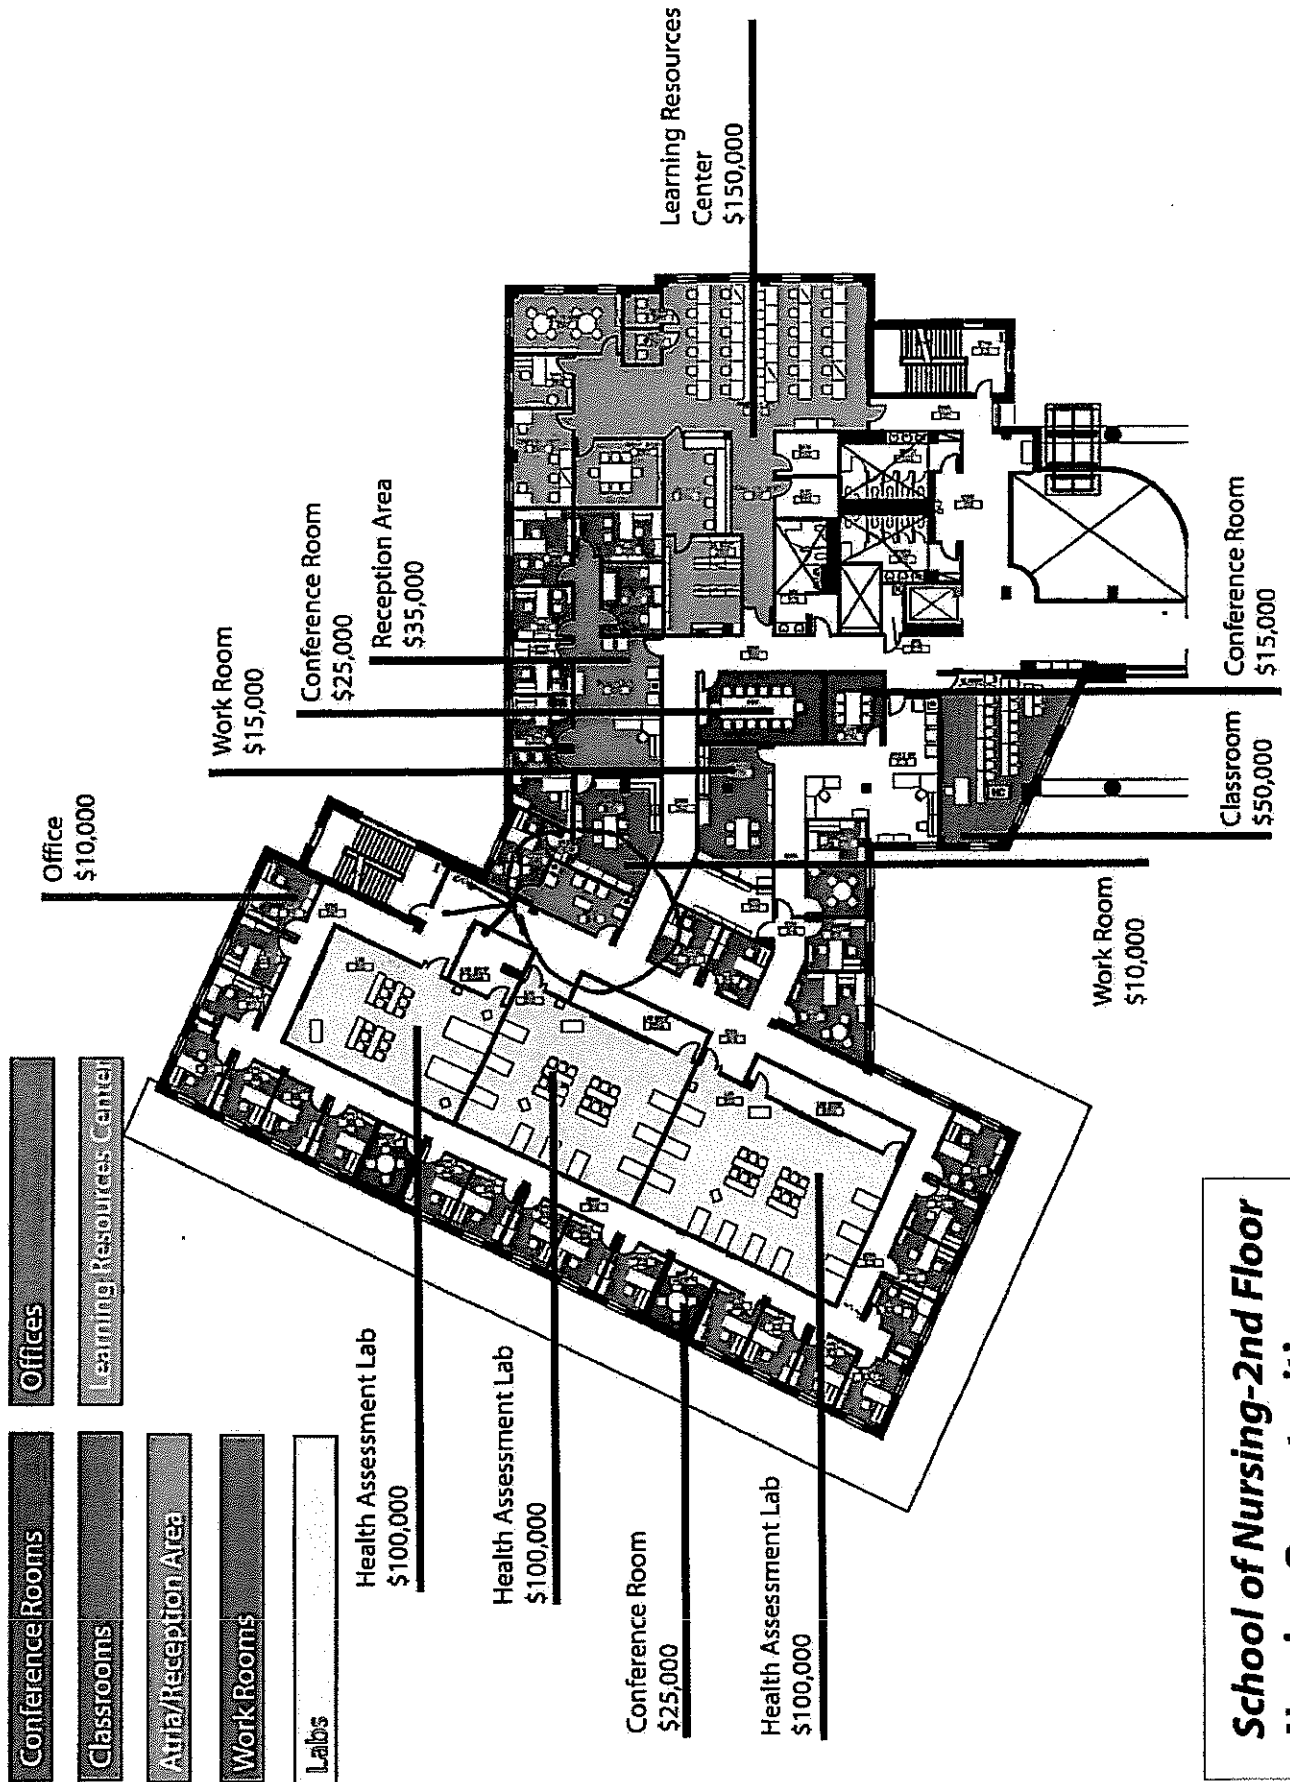 Conference Rooms
Offices
Classrooms
Learning Resources Center
Atria/Reception Area
Work Rooms
Labs
Office
$10,000
Work Room
$15,000
Conference Room
$25,000
Reception Area
$35,000
Learning Resources
Center
$150,000
Health Assessment Lab
$100,000
Health Assessment Lab
$100,000
Conference Room
$25,000
Health Assessment Lab
$100,000
Work Room
$10,000
Classroom
$50,000
Conference Room
$15,000
School of Nursing-2nd Floor